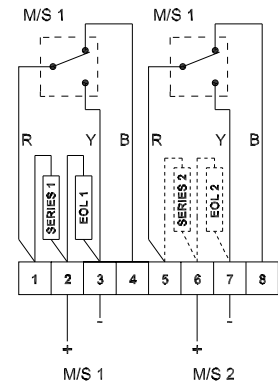 M/S 1 M/S 1
R Y B R Y B
SERIES 1 EOL 1 SERIES 2 EOL 2
1 2 3 4 5 6 7 8
+ - + -
M/S 1 M/S 2